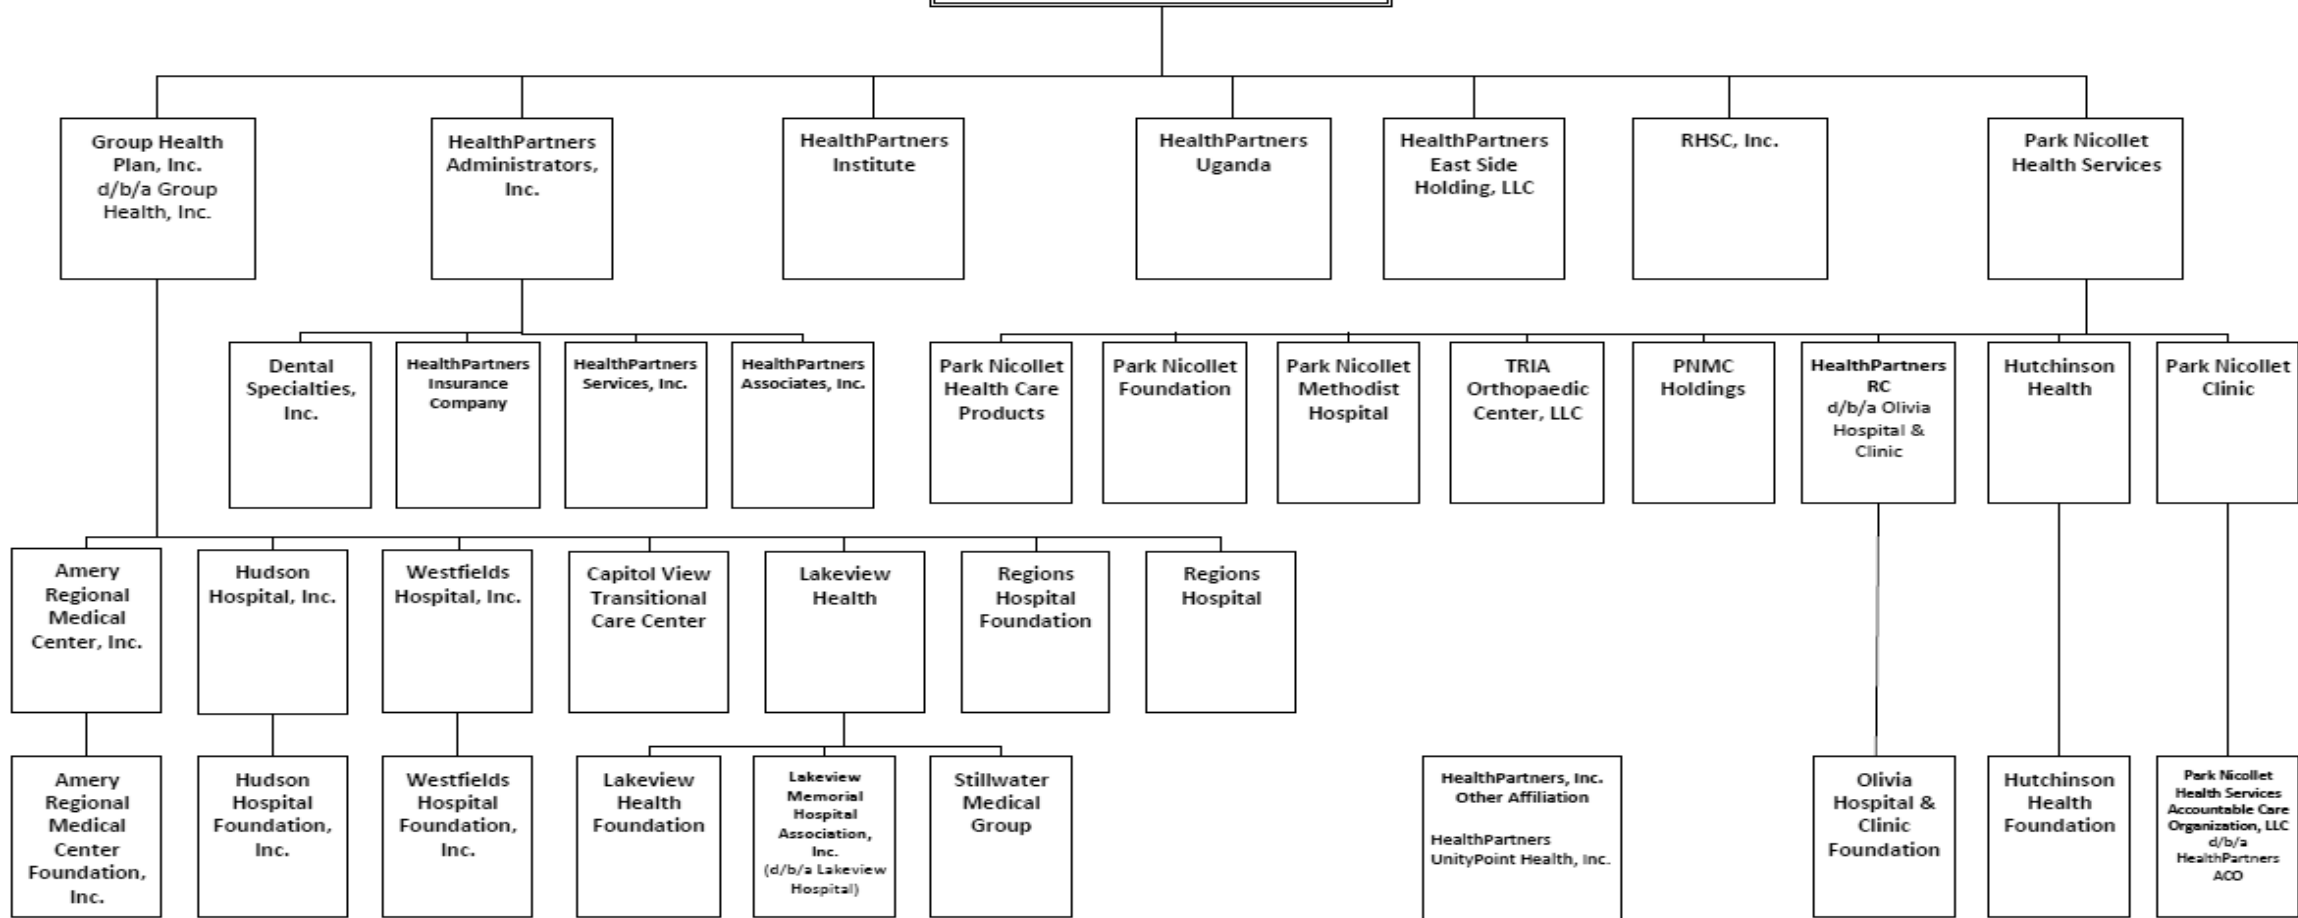 Group Health
Plan, Inc.
d/b/a Group
Health, Inc.
HealthPartners
Administrators,
Inc.
HealthPartners
Institute
HealthPartners
Uganda
HealthPartners
East Side
Holding, LLC
RHSC, Inc.
Park Nicollet
Health Services
Dental
Specialties,
Inc.
HealthPartners
Insurance
Company
HealthPartners
Services, Inc.
HealthPartners
Associates, Inc.
Park Nicollet
Health Care
Products
Park Nicollet
Foundation
Park Nicollet
Methodist
Hospital
TRIA
Orthopaedic
Center, LLC
PNMC
Holdings
HealthPartners
RC
d/b/a Olivia
Hospital &
Clinic
Hutchinson
Health
Park Nicollet
Clinic
Amery
Regional
Medical
Center, Inc.
Hudson
Hospital, Inc.
Westfields
Hospital, Inc.
Capitol View
Transitional
Care Center
Lakeview
Health
Regions
Hospital
Foundation
Regions
Hospital
Amery
Regional
Medical
Center
Foundation,
Inc.
Hudson
Hospital
Foundation,
Inc.
Westfields
Hospital
Foundation,
Inc.
Lakeview
Health
Foundation
Lakeview
Memorial
Hospital
Association,
Inc.
(d/b/a Lakeview
Hospital)
Stillwater
Medical
Group
HealthPartners, Inc.
Other Affiliation
HealthPartners
UnityPoint Health, Inc.
Olivia
Hospital &
Clinic
Foundation
Hutchinson
Health
Foundation
Park Nicollet
Health Services
Accountable Care
Organization, LLC
d/b/a
HealthPartners
ACO